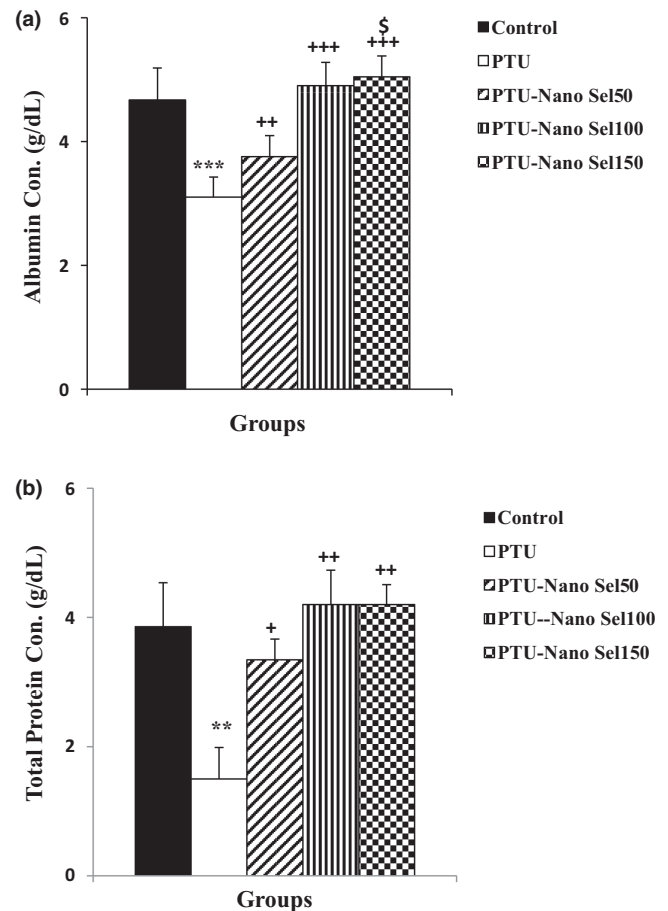 (a)
6
4
2
0
Albumin Con. (g/dL)
***
++
+++
$
+++
Groups
Control
PTU
PTU-Nano Sel50
PTU-Nano Sel100
PTU-Nano Sel150
(b)
6
4
2
0
Total Protein Con. (g/dL)
**
+
++
++
Groups
Control
PTU
PTU-Nano Sel50
PTU--Nano Sel100
PTU-Nano Sel150